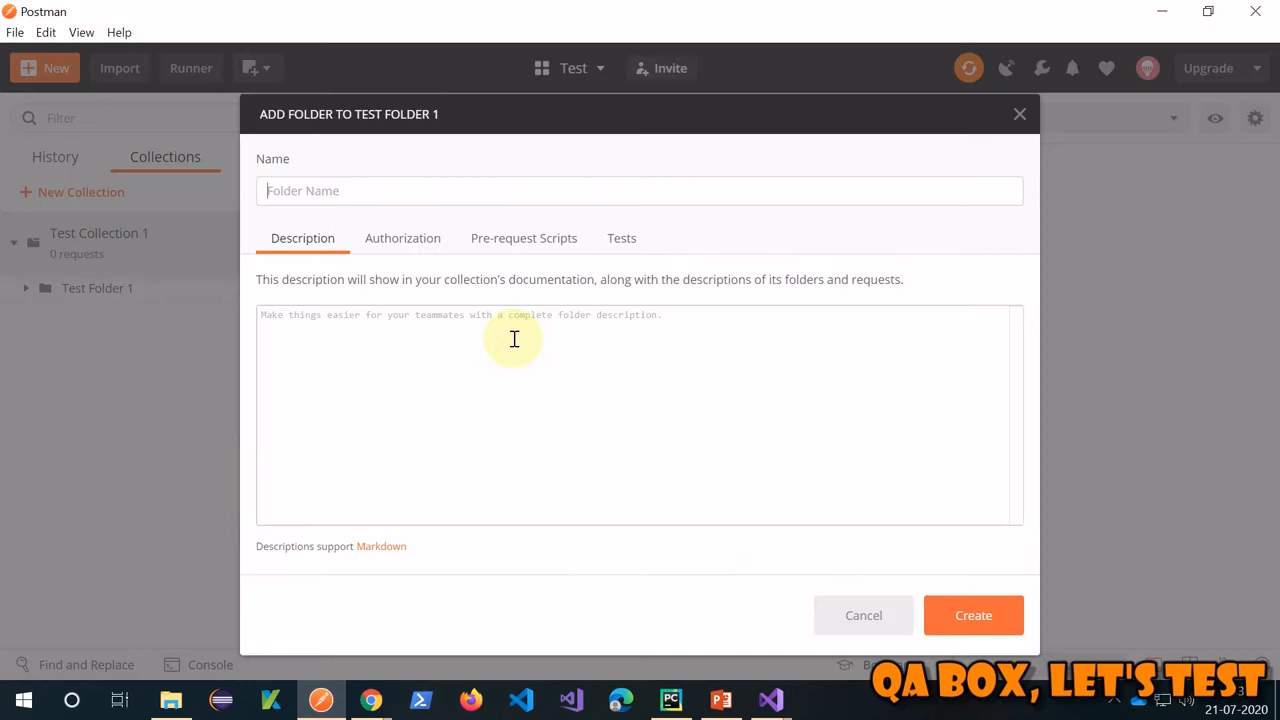 Postman
File Edit View Help
New Import Runner Test Invite Upgrade
Filter
History Collections
New Collection
Test Collection 1
0 requests
Test Folder 1
ADD FOLDER TO TEST FOLDER 1
Name
Folder Name
Description Authorization Pre-request Scripts Tests
This description will show in your collection's documentation, along with the descriptions of its folders and requests.
Make things easier for your teammates with a complete folder description.
Descriptions support Markdown
Cancel Create
Find and Replace Console
QA BOX, LET'S TEST
PC
21-07-2020